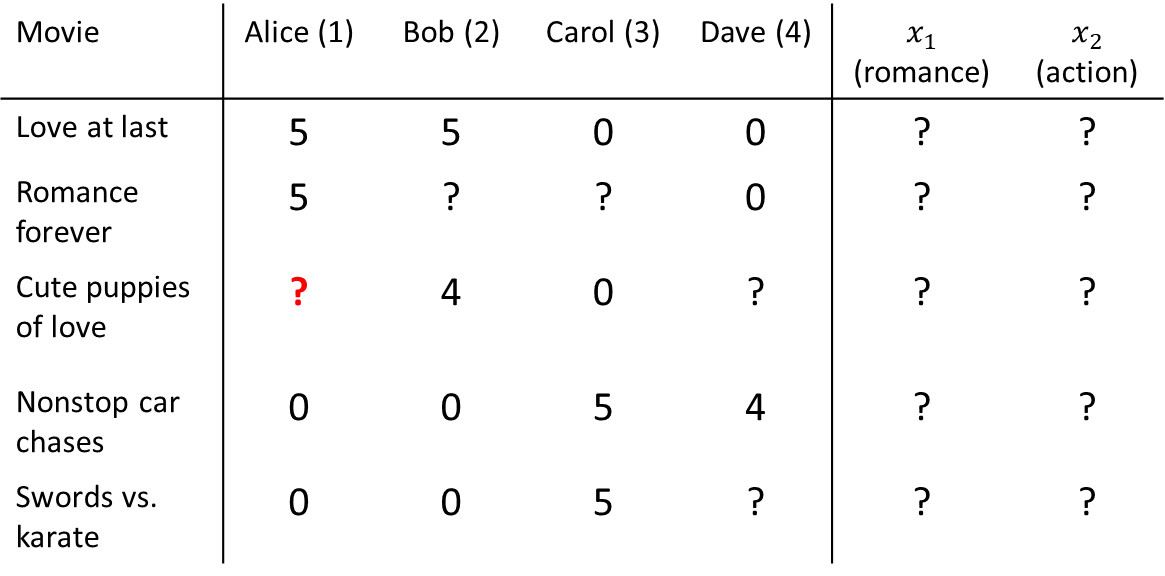 Movie Alice (1) Bob (2) Carol (3) Dave (4) x₁ x₂
(romance) (action)
Love at last 5 5 0 0 ? ?
Romance 5 ? ? 0 ? ?
forever
Cute puppies ? 4 0 ? ? ?
of love
Nonstop car 0 0 5 4 ? ?
chases
Swords vs. 0 0 5 ? ? ?
karate